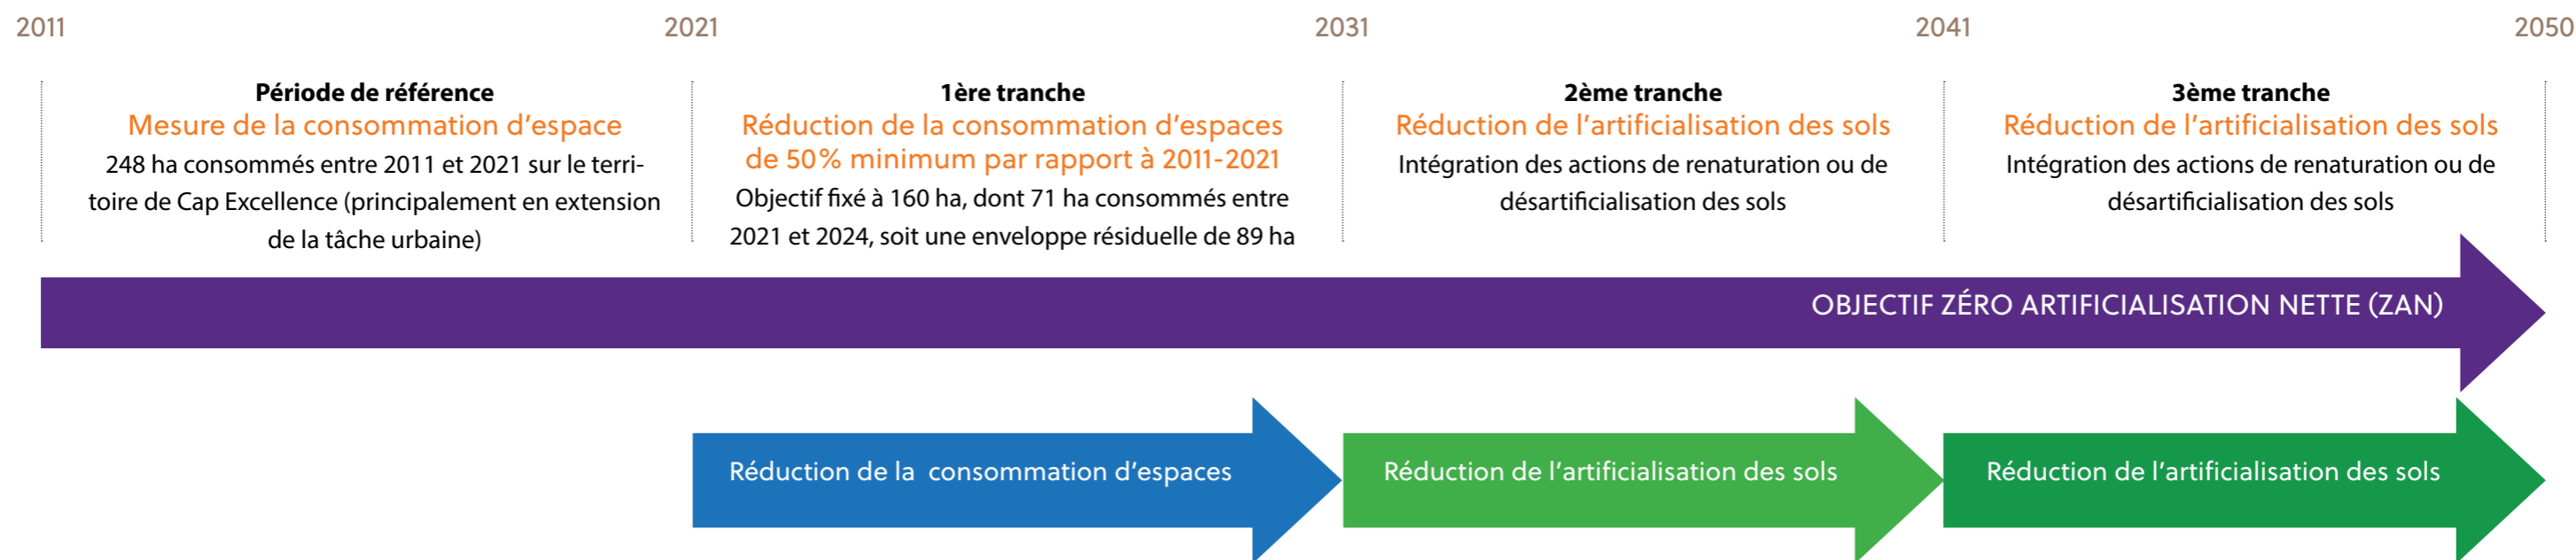 2011
2021
2031
2041
2050
Période de référence
Mesure de la consommation d’espace
248 ha consommés entre 2011 et 2021 sur le terri-
toire de Cap Excellence (principalement en extension
de la tâche urbaine)
1ère tranche
Réduction de la consommation d’espaces
de 50% minimum par rapport à 2011-2021
Objectif fixé à 160 ha, dont 71 ha consommés entre
2021 et 2024, soit une enveloppe résiduelle de 89 ha
2ème tranche
Réduction de l’artificialisation des sols
Intégration des actions de renaturation ou de
désartificialisation des sols
3ème tranche
Réduction de l’artificialisation des sols
Intégration des actions de renaturation ou de
désartificialisation des sols
OBJECTIF ZÉRO ARTIFICIALISATION NETTE (ZAN)
Réduction de la consommation d’espaces
Réduction de l’artificialisation des sols
Réduction de l’artificialisation des sols